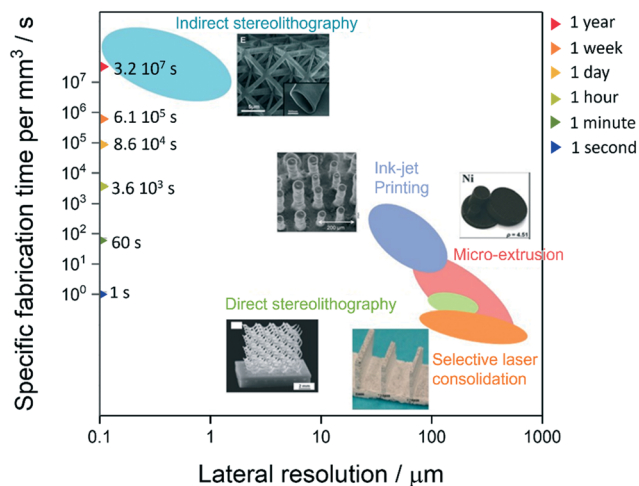 Indirect stereolithography
E
1 year
1 week
1 day
1 hour
1 minute
1 second
Specific fabrication time per mm³ / s
10⁷
10⁶
10⁵
10⁴
10³
10²
10¹
10⁰
3.2 10⁷ s
6.1 10⁵ s
8.6 10⁴ s
3.6 10³ s
60 s
1 s
Ink-jet
Printing
200 µm
Ni
ρ = 4.51
Micro-extrusion
Direct stereolithography
2 mm
Selective laser
consolidation
0.1
1
10
100
1000
Lateral resolution / µm